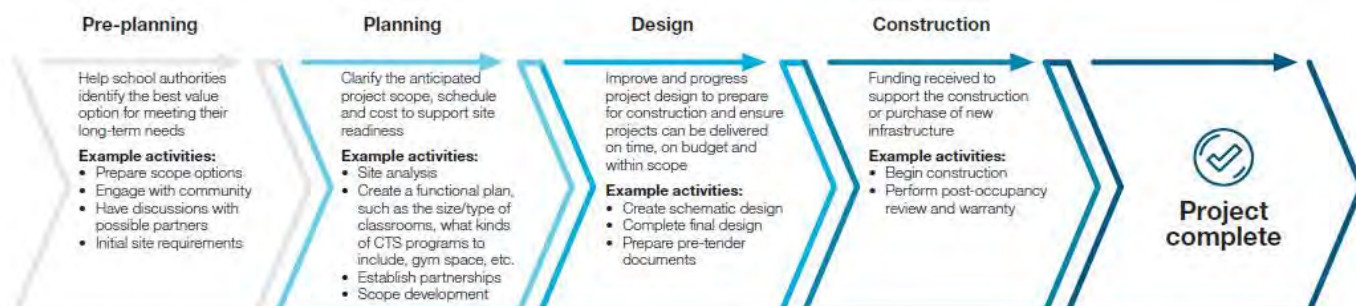 Pre-planning
Help school authorities
identify the best value
option for meeting their
long-term needs
Example activities:
• Prepare scope options
• Engage with community
• Have discussions with
possible partners
• Initial site requirements
Planning
Clarify the anticipated
project scope, schedule
and cost to support site
readiness
Example activities:
• Site analysis
• Create a functional plan,
such as the size/type of
classrooms, what kinds
of CTS programs to
include, gym space, etc.
• Establish partnerships
• Scope development
Design
Improve and progress
project design to prepare
for construction and ensure
projects can be delivered
on time, on budget and
within scope
Example activities:
• Create schematic design
• Complete final design
• Prepare pre-tender
documents
Construction
Funding received to
support the construction
or purchase of new
infrastructure
Example activities:
• Begin construction
• Perform post-occupancy
review and warranty
Project
complete